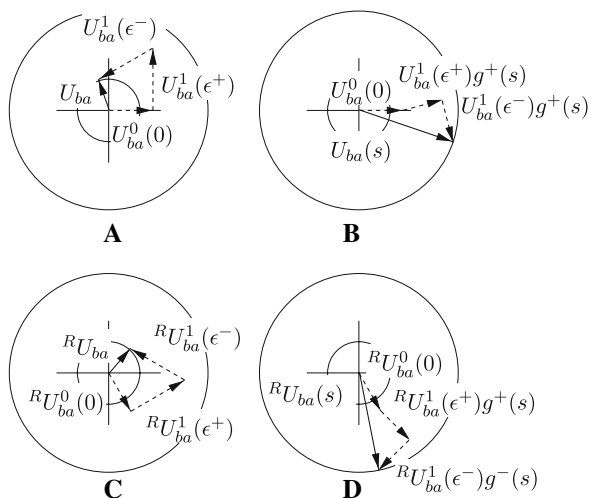 U^1_{ba}(ϵ^-)
U_{ba}
U^1_{ba}(ϵ^+)
U^0_{ba}(0)
A
U^0_{ba}(0)
U^1_{ba}(ϵ^+)g^+(s)
U^1_{ba}(ϵ^-)g^+(s)
U_{ba}(s)
B
^RU_{ba}
^RU^1_{ba}(ϵ^-)
^RU^0_{ba}(0)
^RU^1_{ba}(ϵ^+)
C
^RU^0_{ba}(0)
^RU_{ba}(s)
^RU^1_{ba}(ϵ^+)g^+(s)
^RU^1_{ba}(ϵ^-)g^-(s)
D